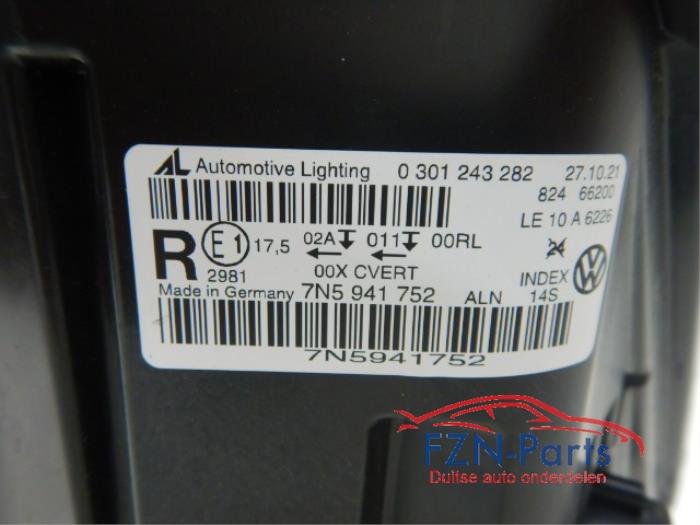 AL Automotive Lighting 0 301 243 282 27.10.21
824 66200
LE 10 A 6226
R E1 17,5 02A 011 00RL 24
2981 00X CVERT INDEX
Made in Germany 7N5 941 752 ALN 14S
7N5941752
FZN-Parts
Duitse auto onderdelen